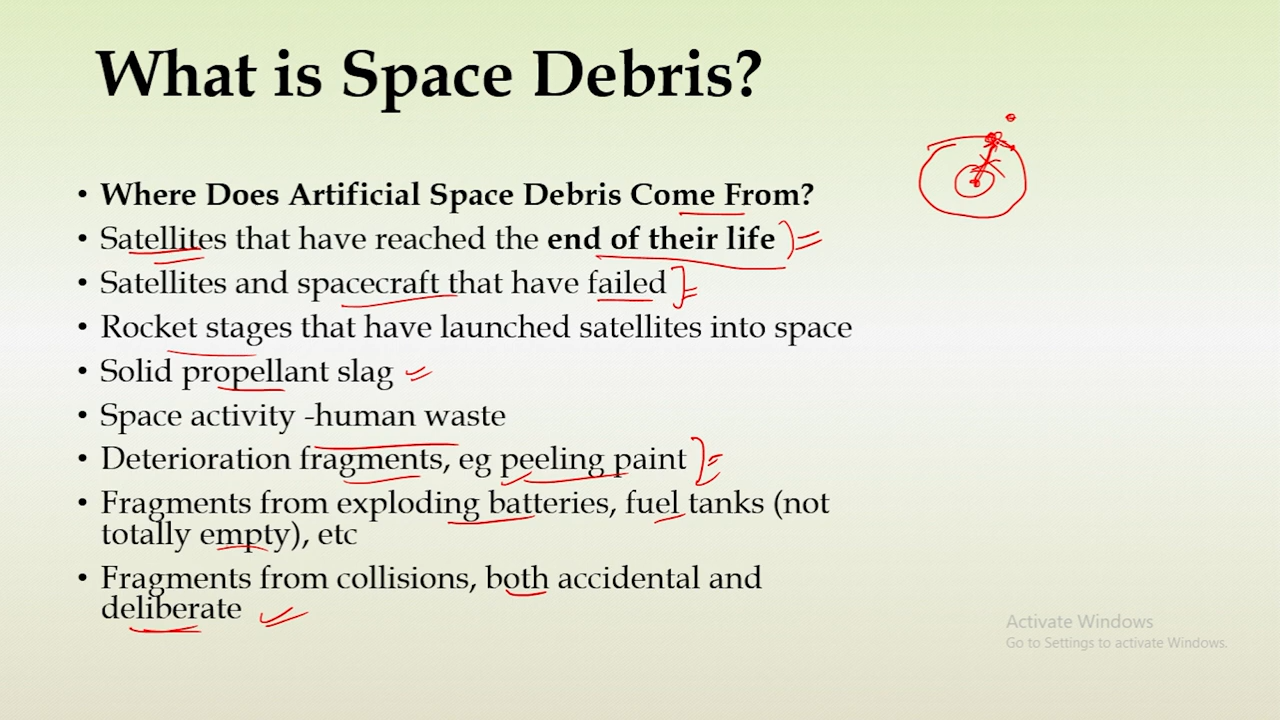 What is Space Debris?
• Where Does Artificial Space Debris Come From?
• Satellites that have reached the end of their life
• Satellites and spacecraft that have failed
• Rocket stages that have launched satellites into space
• Solid propellant slag
• Space activity -human waste
• Deterioration fragments, eg peeling paint
• Fragments from exploding batteries, fuel tanks (not
totally empty), etc
• Fragments from collisions, both accidental and
deliberate
Activate Windows
Go to Settings to activate Windows.